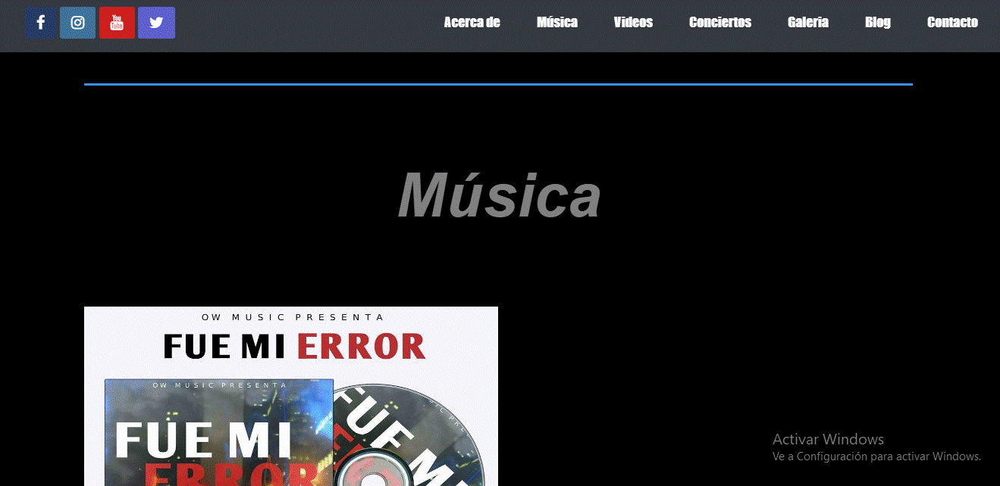 You
Tube
Acerca de Música Videos Conciertos Galeria Blog Contacto
Música
OW MUSIC PRESENTA
FUE MI ERROR
OW MUSIC PRESENTA
FUE MI
ERROR
FUE MI
Activar Windows
Ve a Configuración para activar Windows.